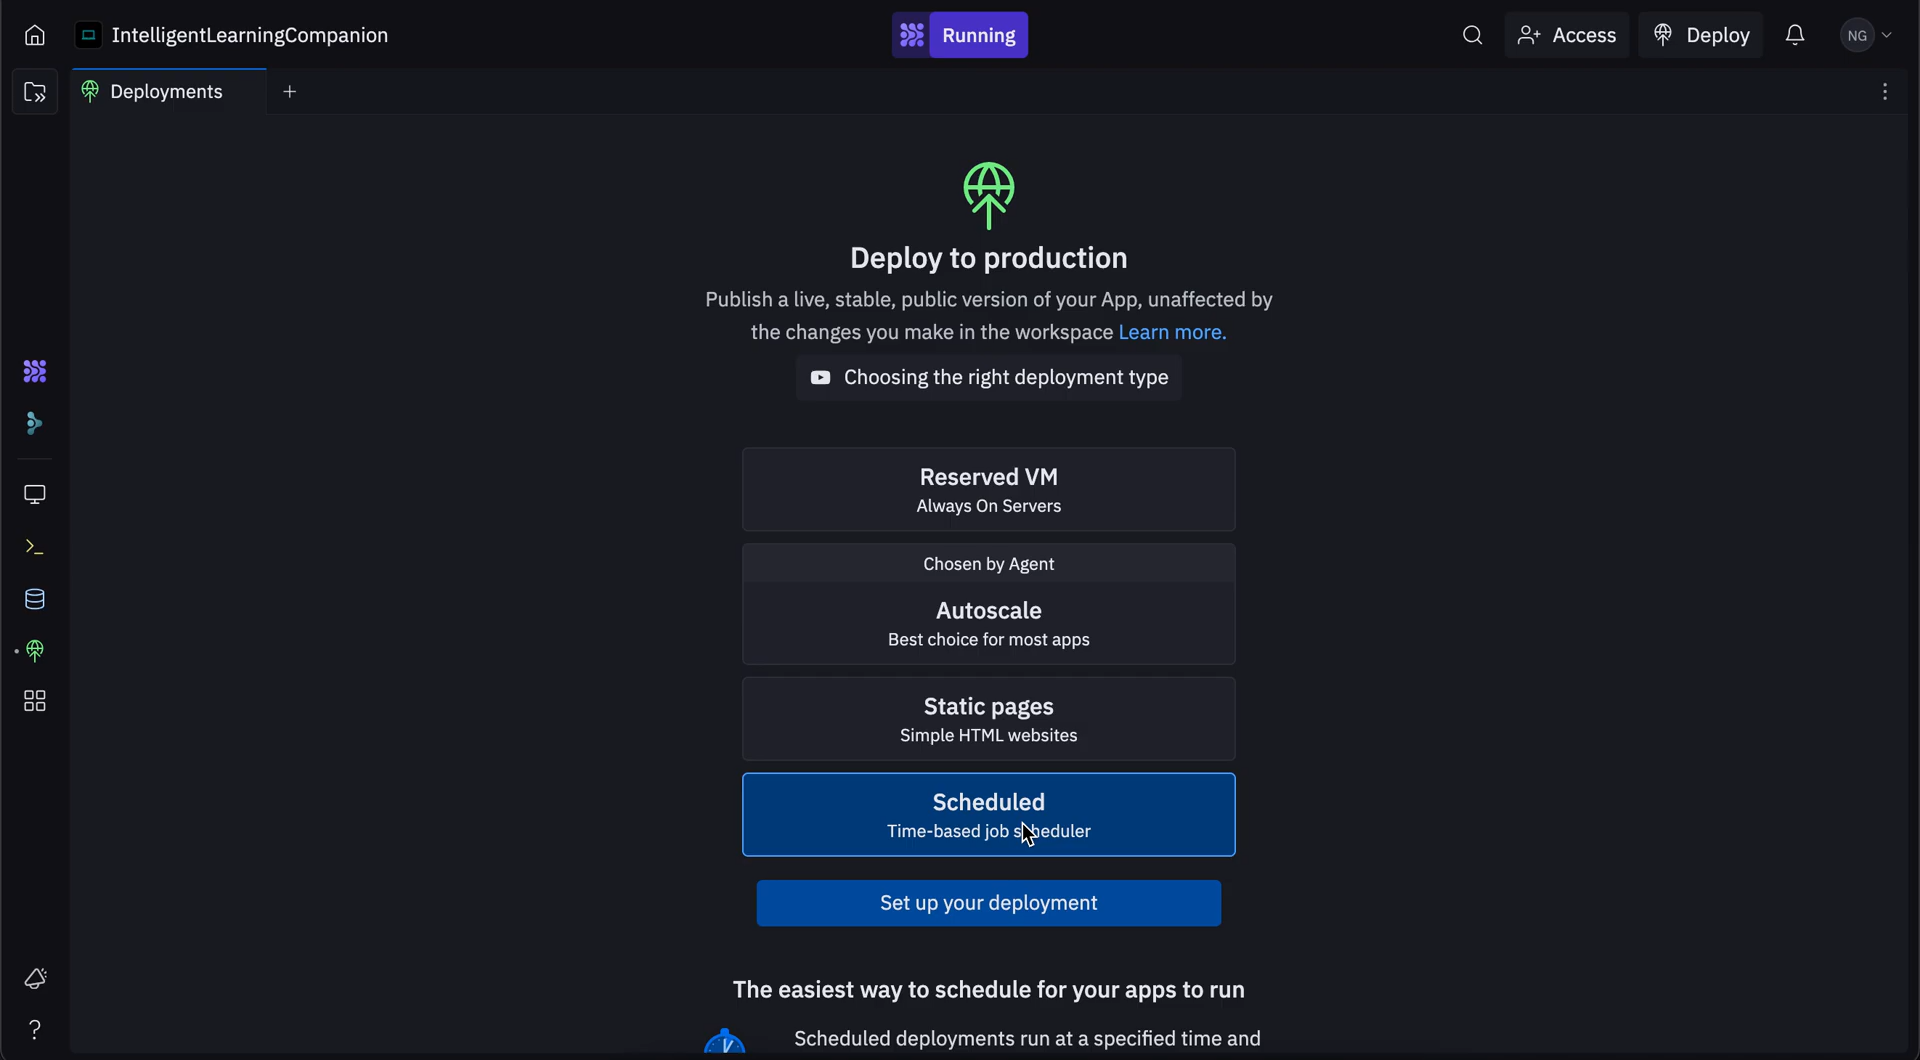 IntelligentLearningCompanion
Running
Access
Deploy
NG
Deployments
Deploy to production
Publish a live, stable, public version of your App, unaffected by
the changes you make in the workspace Learn more.
Choosing the right deployment type
Reserved VM
Always On Servers
Chosen by Agent
Autoscale
Best choice for most apps
Static pages
Simple HTML websites
Scheduled
Time-based job scheduler
Set up your deployment
The easiest way to schedule for your apps to run
Scheduled deployments run at a specified time and